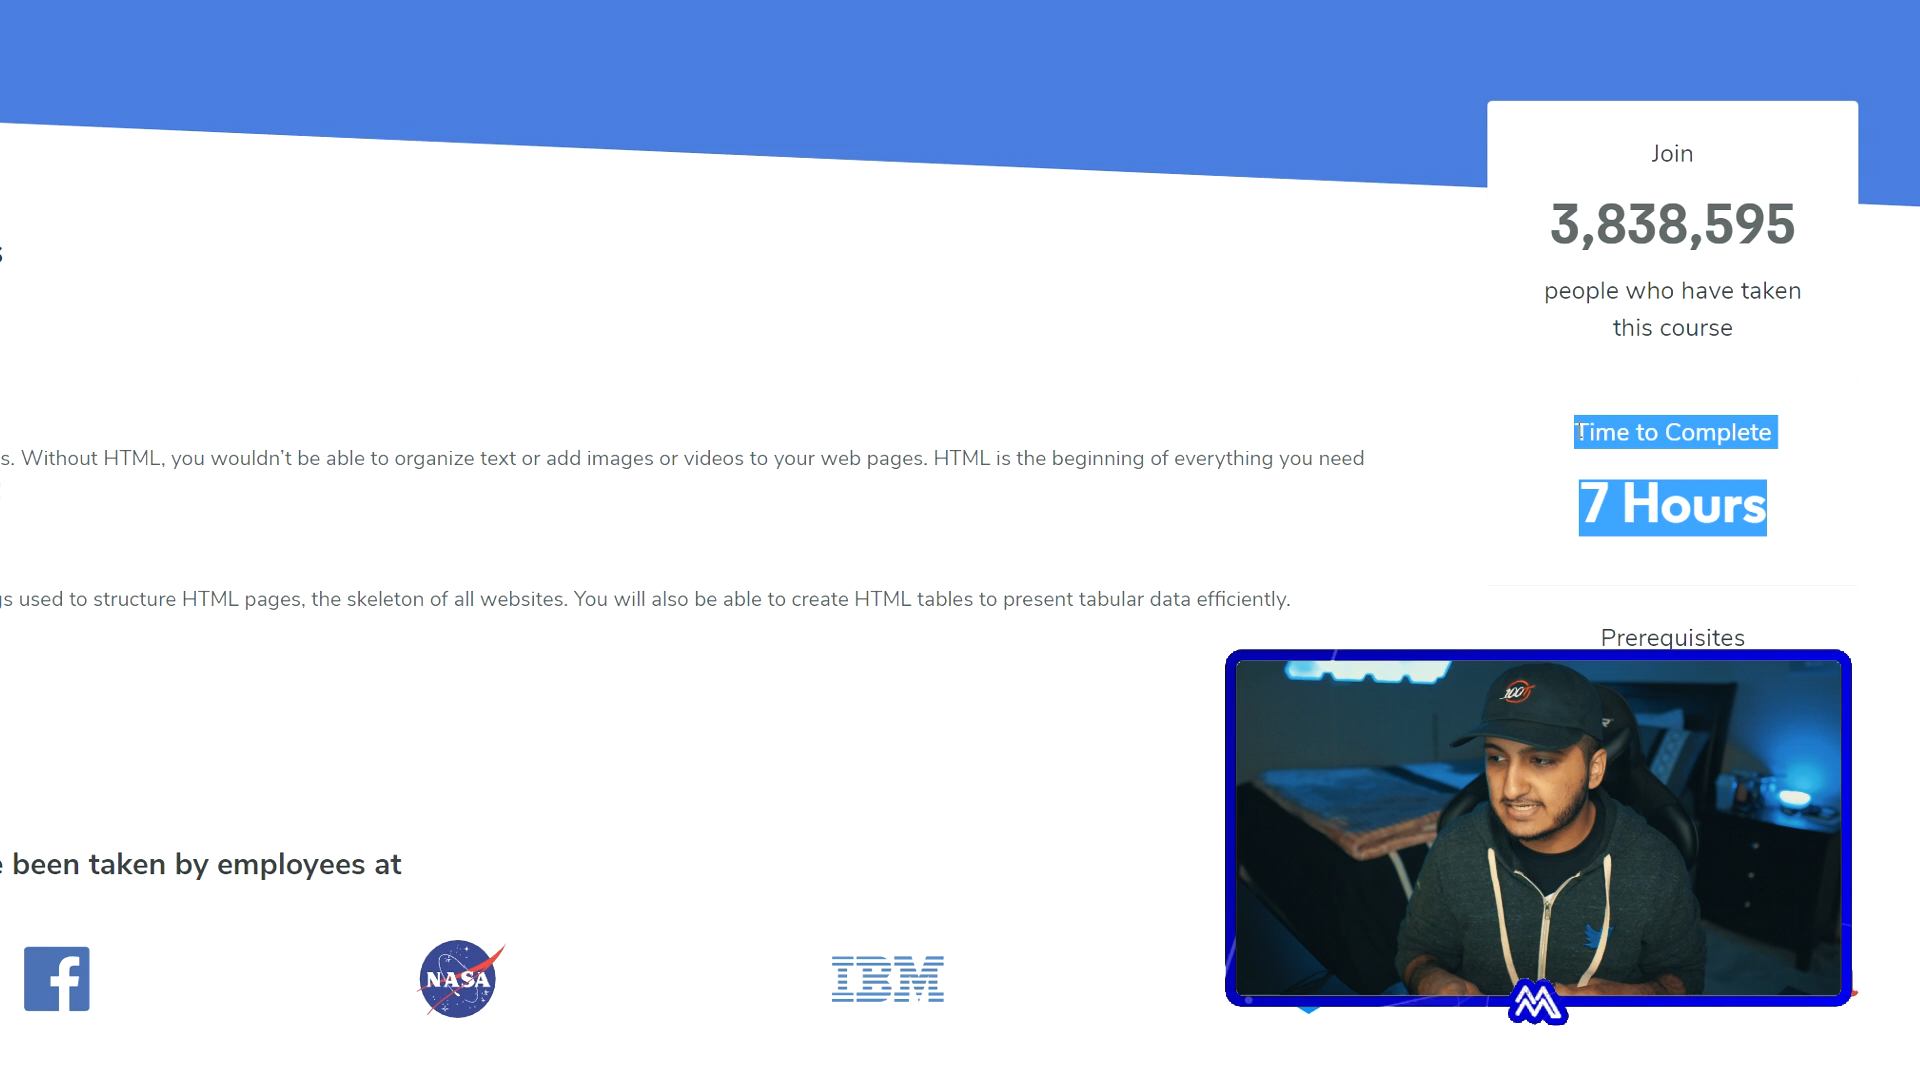 Join
3,838,595
people who have taken
this course
s. Without HTML, you wouldn't be able to organize text or add images or videos to your web pages. HTML is the beginning of everything you need
Time to Complete
7 Hours
gs used to structure HTML pages, the skeleton of all websites. You will also be able to create HTML tables to present tabular data efficiently.
Prerequisites
been taken by employees at
NASA
IBM
100T